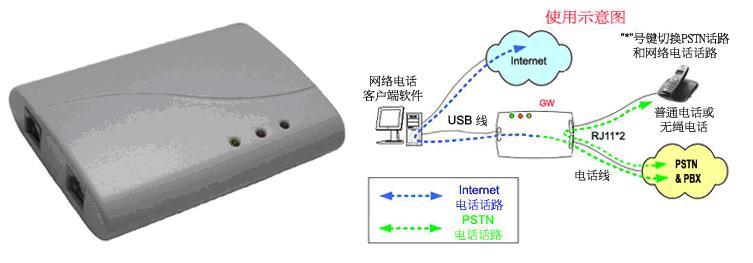 使用示意图
"*"号键切换PSTN话路
和网络电话话路
Internet
网络电话
客户端软件
USB 线
GW
RJ11*2
普通电话或
无绳电话
电话线
PSTN
& PBX
Internet
电话话路
PSTN
电话话路